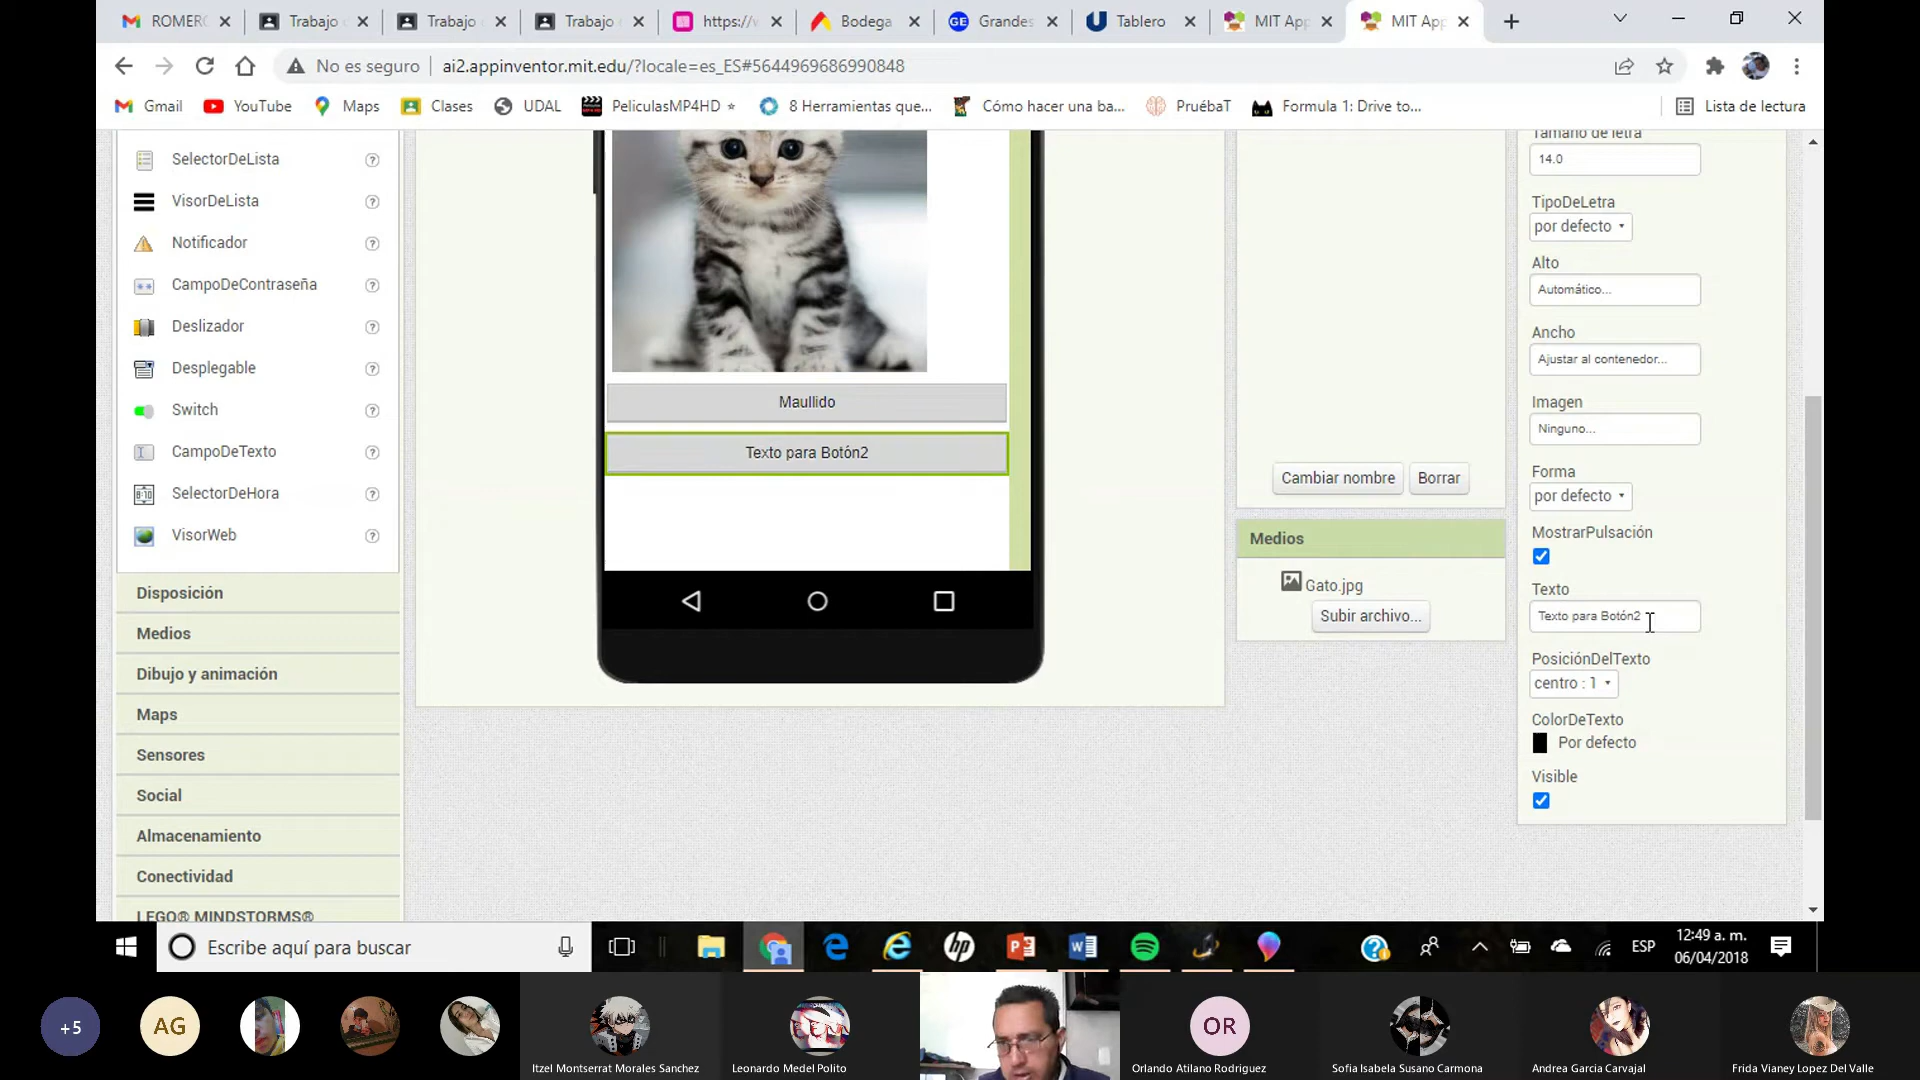 ROMERO
Trabajo
Trabajo
Trabajo
https://w
Bodega
GE
Grandes
Tablero
MIT App
MIT App
No es seguro
ai2.appinventor.mit.edu/?locale=es_ES#5644969686990848
Gmail
YouTube
Maps
Clases
UDAL
PeliculasMP4HD
8 Herramientas que...
Cómo hacer una ba...
PruébaT
Formula 1: Drive to...
Lista de lectura
SelectorDeLista
VisorDeLista
Notificador
CampoDeContraseña
Deslizador
Desplegable
Switch
CampoDeTexto
SelectorDeHora
VisorWeb
Disposición
Medios
Dibujo y animación
Maps
Sensores
Social
Almacenamiento
Conectividad
LEGO® MINDSTORMS®
Maullido
Texto para Botón2
Cambiar nombre
Borrar
Medios
Gato.jpg
Subir archivo...
Tamaño de letra
14.0
TipoDeLetra
por defecto
Alto
Automático...
Ancho
Ajustar al contenedor...
Imagen
Ninguno...
Forma
por defecto
MostrarPulsación
Texto
Texto para Botón2
PosiciónDelTexto
centro : 1
ColorDeTexto
Por defecto
Visible
Escribe aquí para buscar
ESP
12:49 a. m.
06/04/2018
+5
AG
OR
Itzel Montserrat Morales Sanchez
Leonardo Medel Polito
Orlando Atilano Rodriguez
Sofia Isabela Susano Carmona
Andrea Garcia Carvajal
Frida Vianey Lopez Del Valle